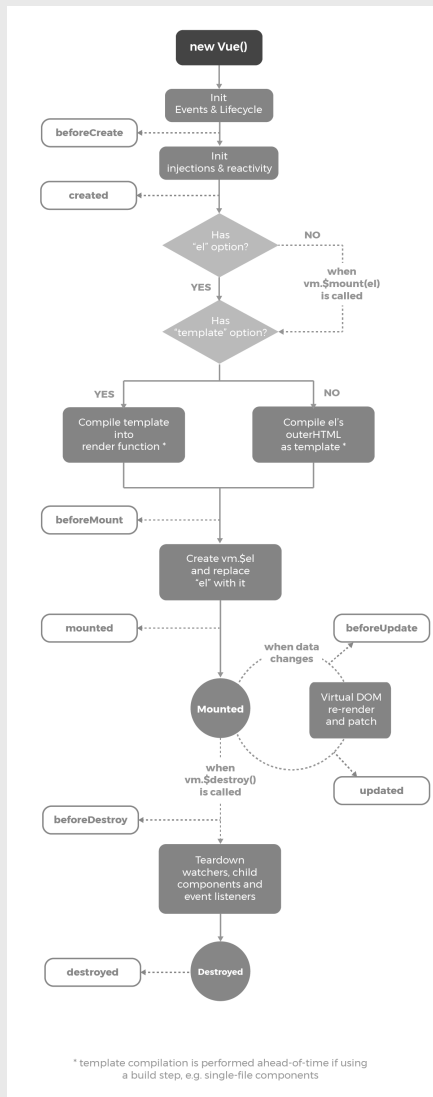 new Vue()
Init
Events & Lifecycle
beforeCreate
Init
injections & reactivity
created
Has
“el” option?
NO
when
vm.$mount(el)
is called
YES
Has
“template” option?
YES
NO
Compile template
into
render function *
Compile el’s
outerHTML
as template *
beforeMount
Create vm.$el
and replace
“el” with it
mounted
beforeUpdate
when data
changes
Mounted
Virtual DOM
re-render
and patch
when
vm.$destroy()
is called
updated
beforeDestroy
Teardown
watchers, child
components and
event listeners
destroyed
Destroyed
* template compilation is performed ahead-of-time if using
a build step, e.g. single-file components